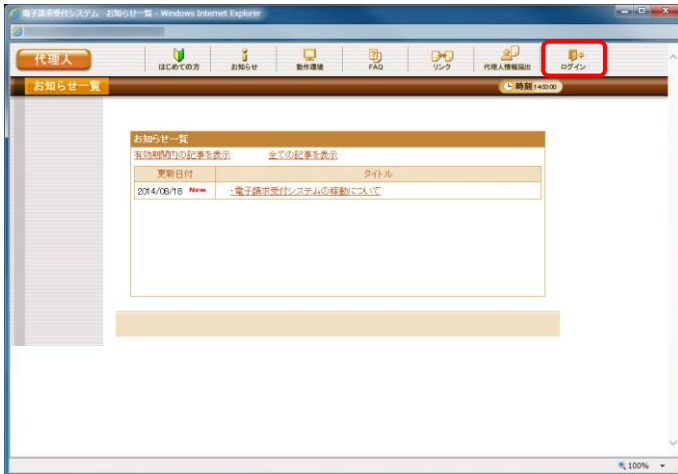 電子請求受付システム お知らせ一覧 - Windows Internet Explorer
代理人
はじめての方
お知らせ
動作環境
FAQ
リンク
代理人情報届出
ログイン
お知らせ一覧
時刻 14:00:00
お知らせ一覧
有効期間内の記事を表示 全ての記事を表示
更新日付 タイトル
2014/08/18 New ・電子請求受付システムの稼動について
100%